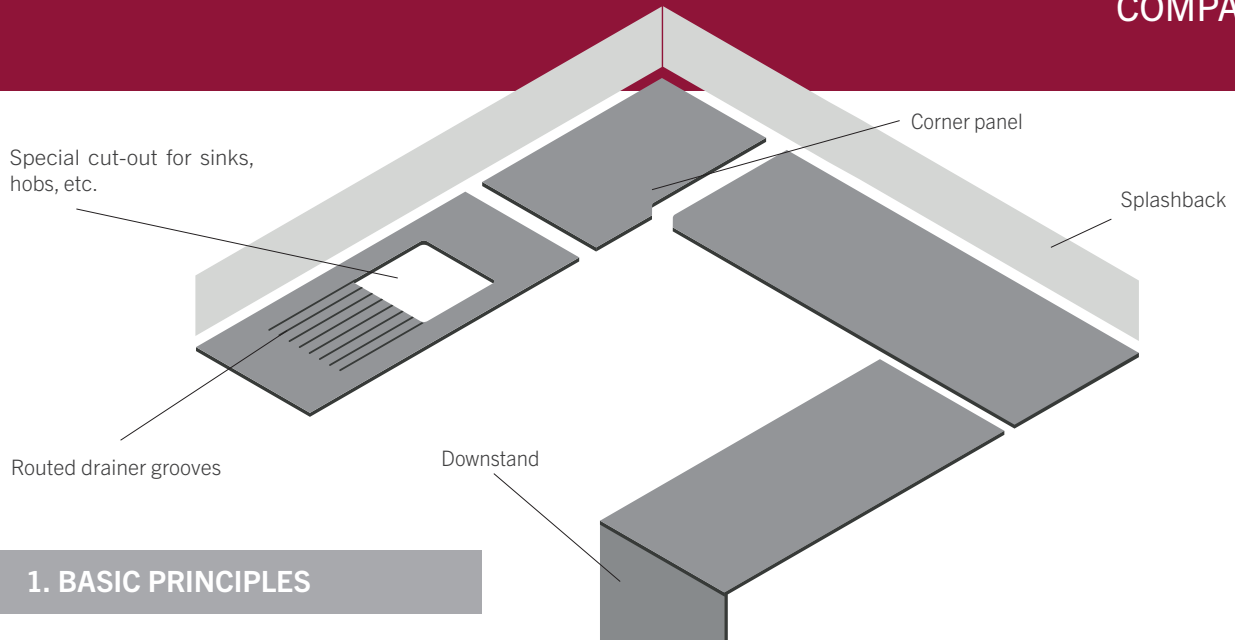 Corner panel
Special cut-out for sinks,
hobs, etc.
Splashback
Routed drainer grooves
Downstand
1. BASIC PRINCIPLES